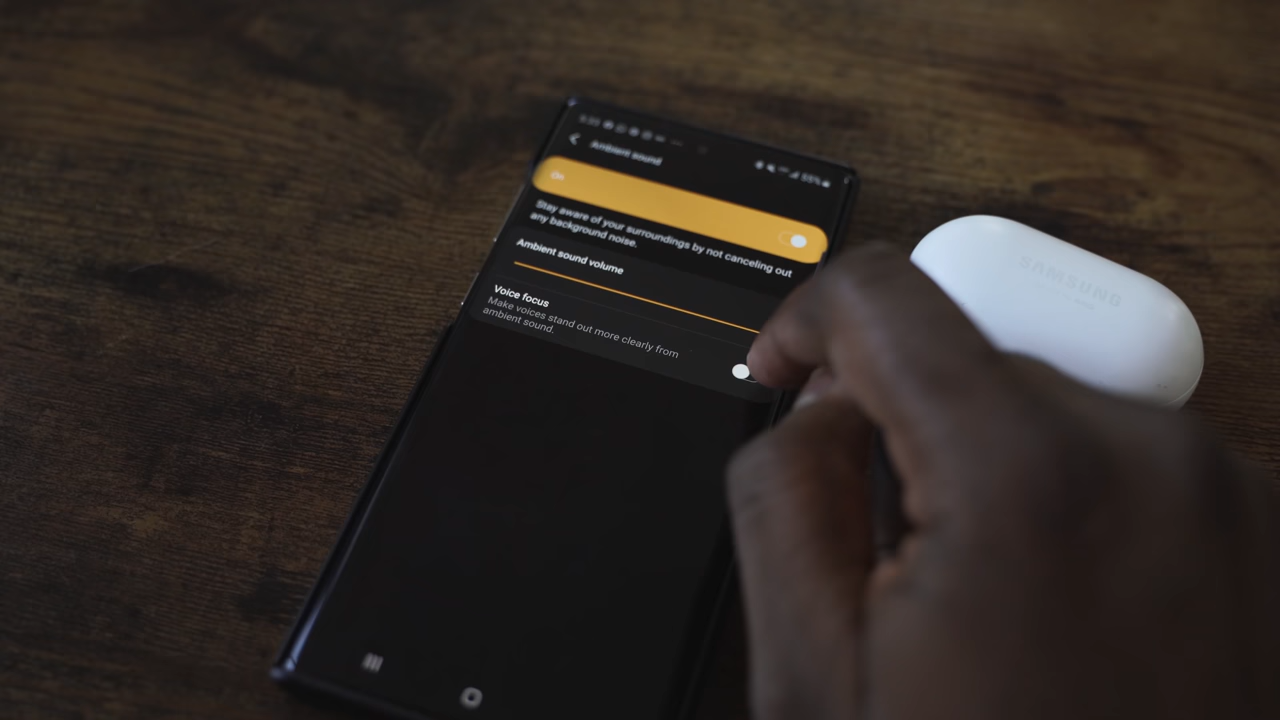 Ambient sound
55%
On
Stay aware of your surroundings by not canceling out
any background noise.
Ambient sound volume
Voice focus
Make voices stand out more clearly from
ambient sound.
SAMSUNG